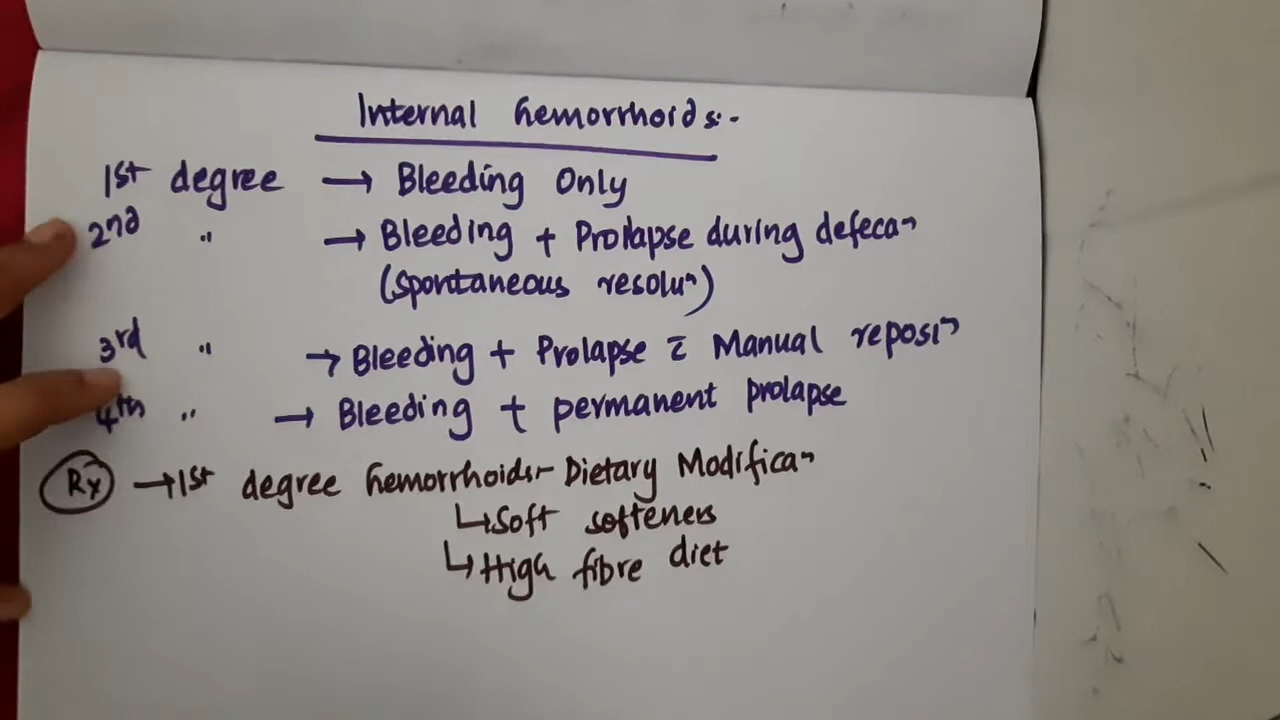 Internal hemorrhoids:-
1st degree → Bleeding Only
2nd " → Bleeding + Prolapse during defecaⁿ
(spontaneous resoluⁿ)
3rd " → Bleeding + Prolapse c̄ Manual reposiⁿ
4th " → Bleeding + permanent prolapse
Rx → 1st degree hemorrhoids- Dietary Modificaⁿ
↳ Soft softeners
↳ High fibre diet